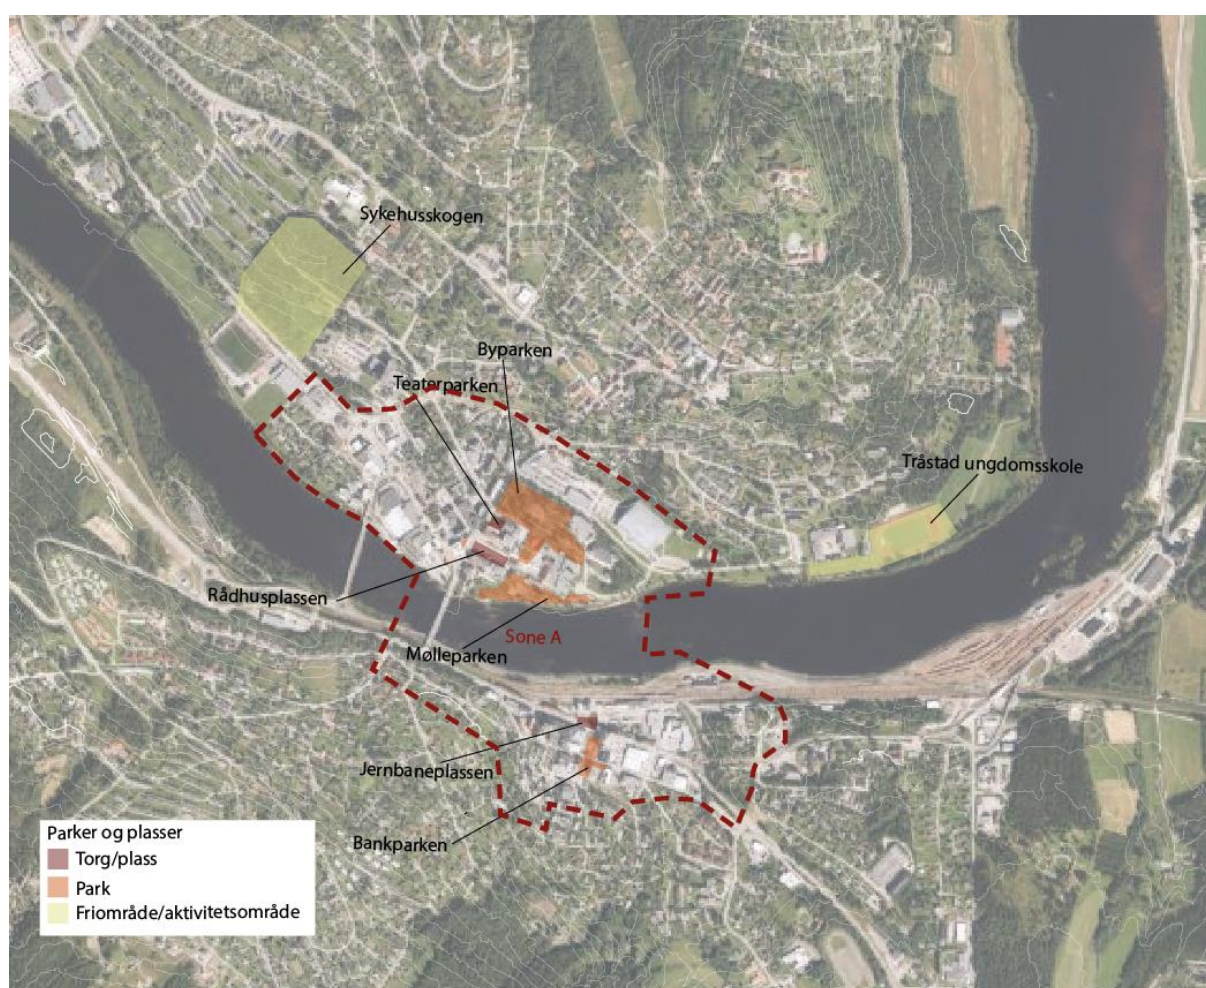 Sykehusskogen
Byparken
Teaterparken
Tråstad ungdomsskole
Rådhusplassen
Sone A
Mølleparken
Jernbaneplassen
Bankparken
Parker og plasser
Torg/plass
Park
Friområde/aktivitetsområde